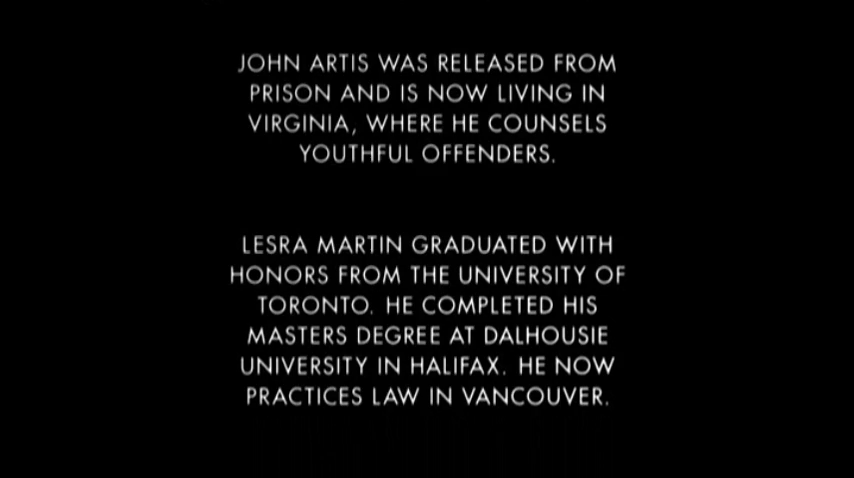 JOHN ARTIS WAS RELEASED FROM
PRISON AND IS NOW LIVING IN
VIRGINIA, WHERE HE COUNSELS
YOUTHFUL OFFENDERS.
LESRA MARTIN GRADUATED WITH
HONORS FROM THE UNIVERSITY OF
TORONTO. HE COMPLETED HIS
MASTERS DEGREE AT DALHOUSIE
UNIVERSITY IN HALIFAX. HE NOW
PRACTICES LAW IN VANCOUVER.